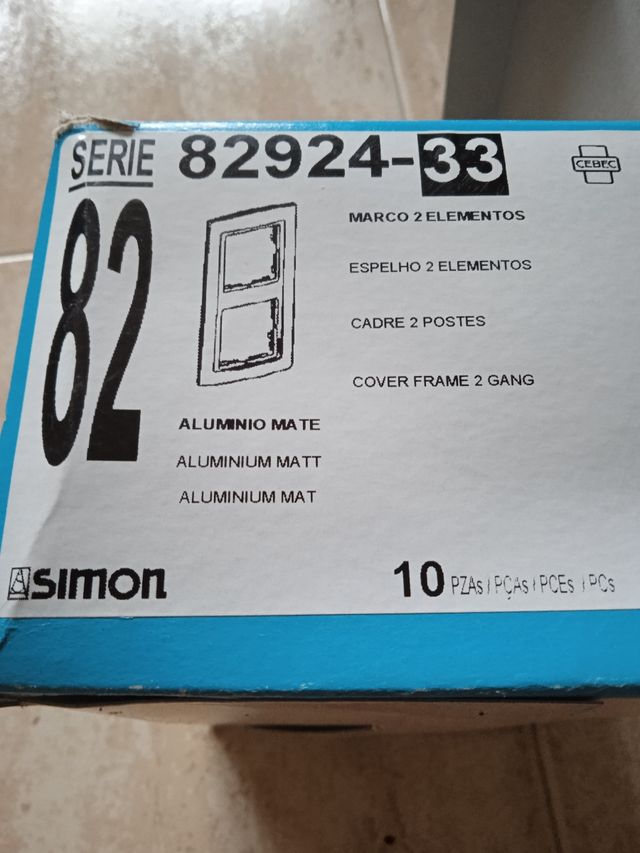 SERIE 82924-33
CEBEC
82
MARCO 2 ELEMENTOS
ESPELHO 2 ELEMENTOS
CADRE 2 POSTES
COVER FRAME 2 GANG
ALUMINIO MATE
ALUMINIUM MATT
ALUMINIUM MAT
simon
10 PZAs / PÇAs / PCEs / PCs